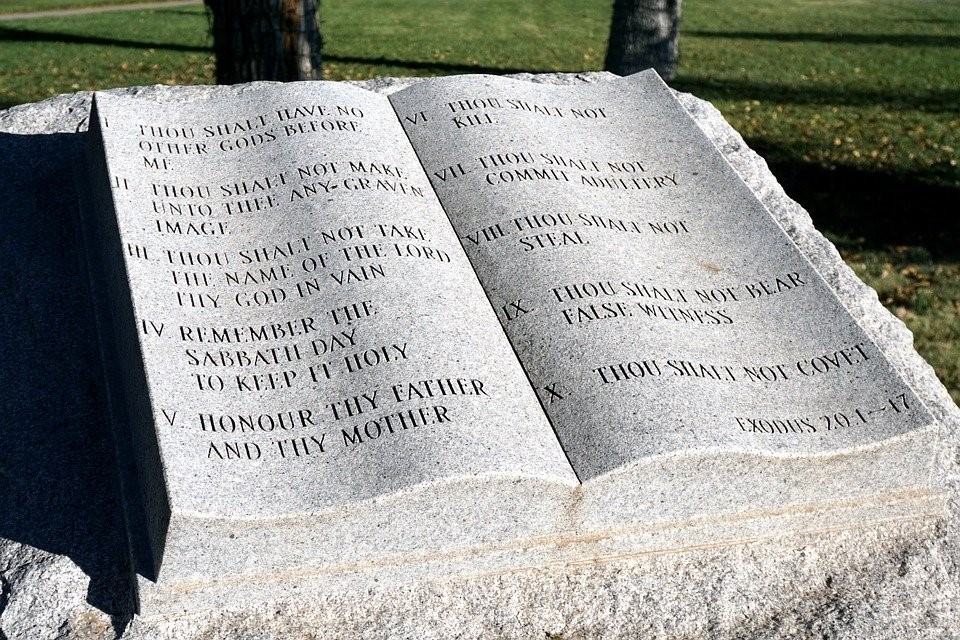 I THOU SHALT HAVE NO
OTHER GODS BEFORE
ME
II THOU SHALT NOT MAKE
UNTO THEE ANY-GRAVEN
IMAGE
III. THOU SHALT NOT TAKE
THE NAME OF THE LORD
THY GOD IN VAIN
IV. REMEMBER THE
SABBATH DAY
TO KEEP IT HOLY
V. HONOUR THY FATHER
AND THY MOTHER
VI THOU SHALT NOT
KILL
VII THOU SHALT NOT
COMMIT ADULTERY
VIII THOU SHALT NOT
STEAL
IX THOU SHALT NOT BEAR
FALSE WITNESS
X THOU SHALT NOT COVET
EXODUS 20·1~17